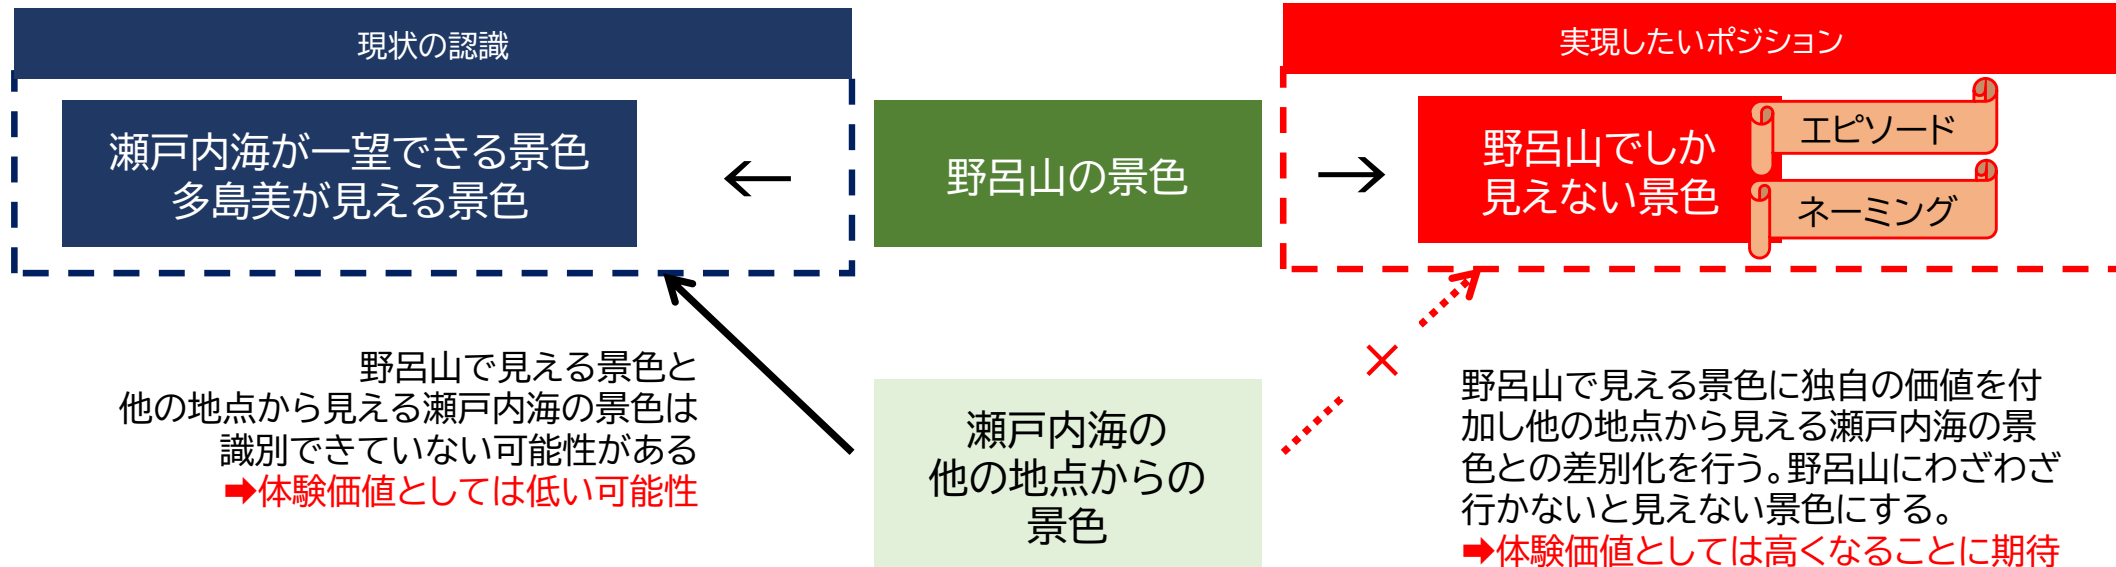 現状の認識
瀬戸内海が一望できる景色
多島美が見える景色
←
野呂山の景色
→
実現したいポジション
野呂山でしか
見えない景色
エピソード
ネーミング
野呂山で見える景色と
他の地点から見える瀬戸内海の景色は
識別できていない可能性がある
➡体験価値としては低い可能性
瀬戸内海の
他の地点からの
景色
×
野呂山で見える景色に独自の価値を付
加し他の地点から見える瀬戸内海の景
色との差別化を行う。野呂山にわざわざ
行かないと見えない景色にする。
➡体験価値としては高くなることに期待